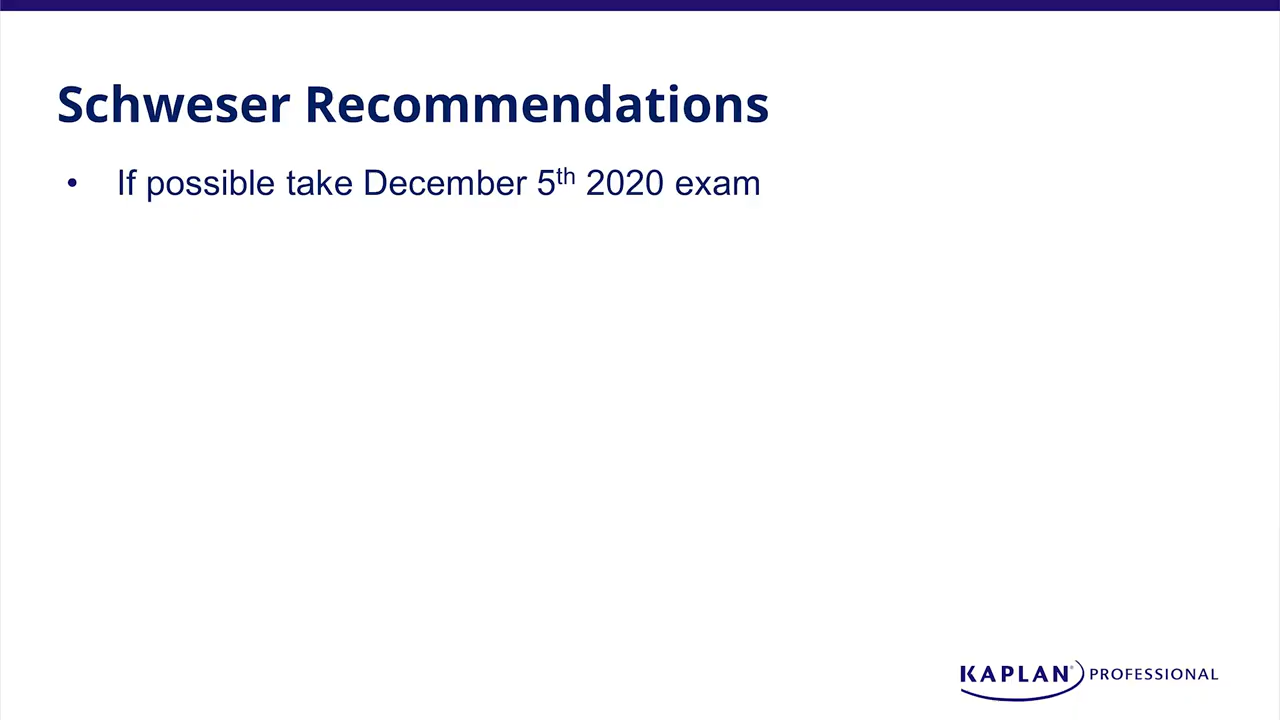 Schweser Recommendations
• If possible take December 5th 2020 exam
KAPLAN® PROFESSIONAL